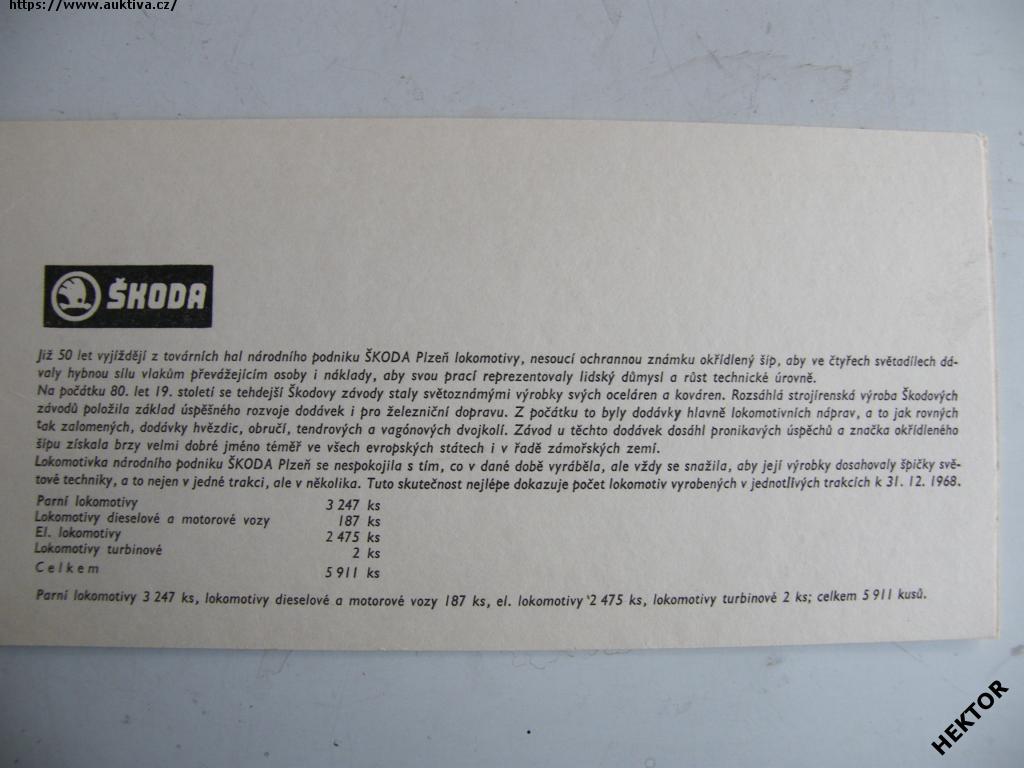 https://www.auktiva.cz/
ŠKODA
Již 50 let vyjíždějí z továrních hal národního podniku ŠKODA Plzeň lokomotivy, nesoucí ochrannou známku okřídlený šíp, aby ve čtyřech světadílech dá-
valy hybnou sílu vlakům převážejícím osoby i náklady, aby svou prací reprezentovaly lidský důmysl a růst technické úrovně.
Na počátku 80. let 19. století se tehdejší Škodovy závody staly světoznámými výrobky svých oceláren a kováren. Rozsáhlá strojírenská výroba Škodových
závodů položila základ úspěšného rozvoje dodávek i pro železniční dopravu. Z počátku to byly dodávky hlavně lokomotivních náprav, a to jak rovných
tak zalomených, dodávky hvězdic, obručí, tendrových a vagónových dvojkolí. Závod u těchto dodávek dosáhl pronikavých úspěchů a značka okřídleného
šípu získala brzy velmi dobré jméno téměř ve všech evropských státech i v řadě zámořských zemí.
Lokomotivka národního podniku ŠKODA Plzeň se nespokojila s tím, co v dané době vyráběla, ale vždy se snažila, aby její výrobky dosahovaly špičky svě-
tové techniky, a to nejen v jedné trakci, ale v několika. Tuto skutečnost nejlépe dokazuje počet lokomotiv vyrobených v jednotlivých trakcích k 31. 12. 1968.
Parní lokomotivy 3 247 ks
Lokomotivy dieselové a motorové vozy 187 ks
El. lokomotivy 2 475 ks
Lokomotivy turbinové 2 ks
Celkem 5 911 ks
Parní lokomotivy 3 247 ks, lokomotivy dieselové a motorové vozy 187 ks, el. lokomotivy 2 475 ks, lokomotivy turbinové 2 ks; celkem 5 911 kusů.
HEKTOR